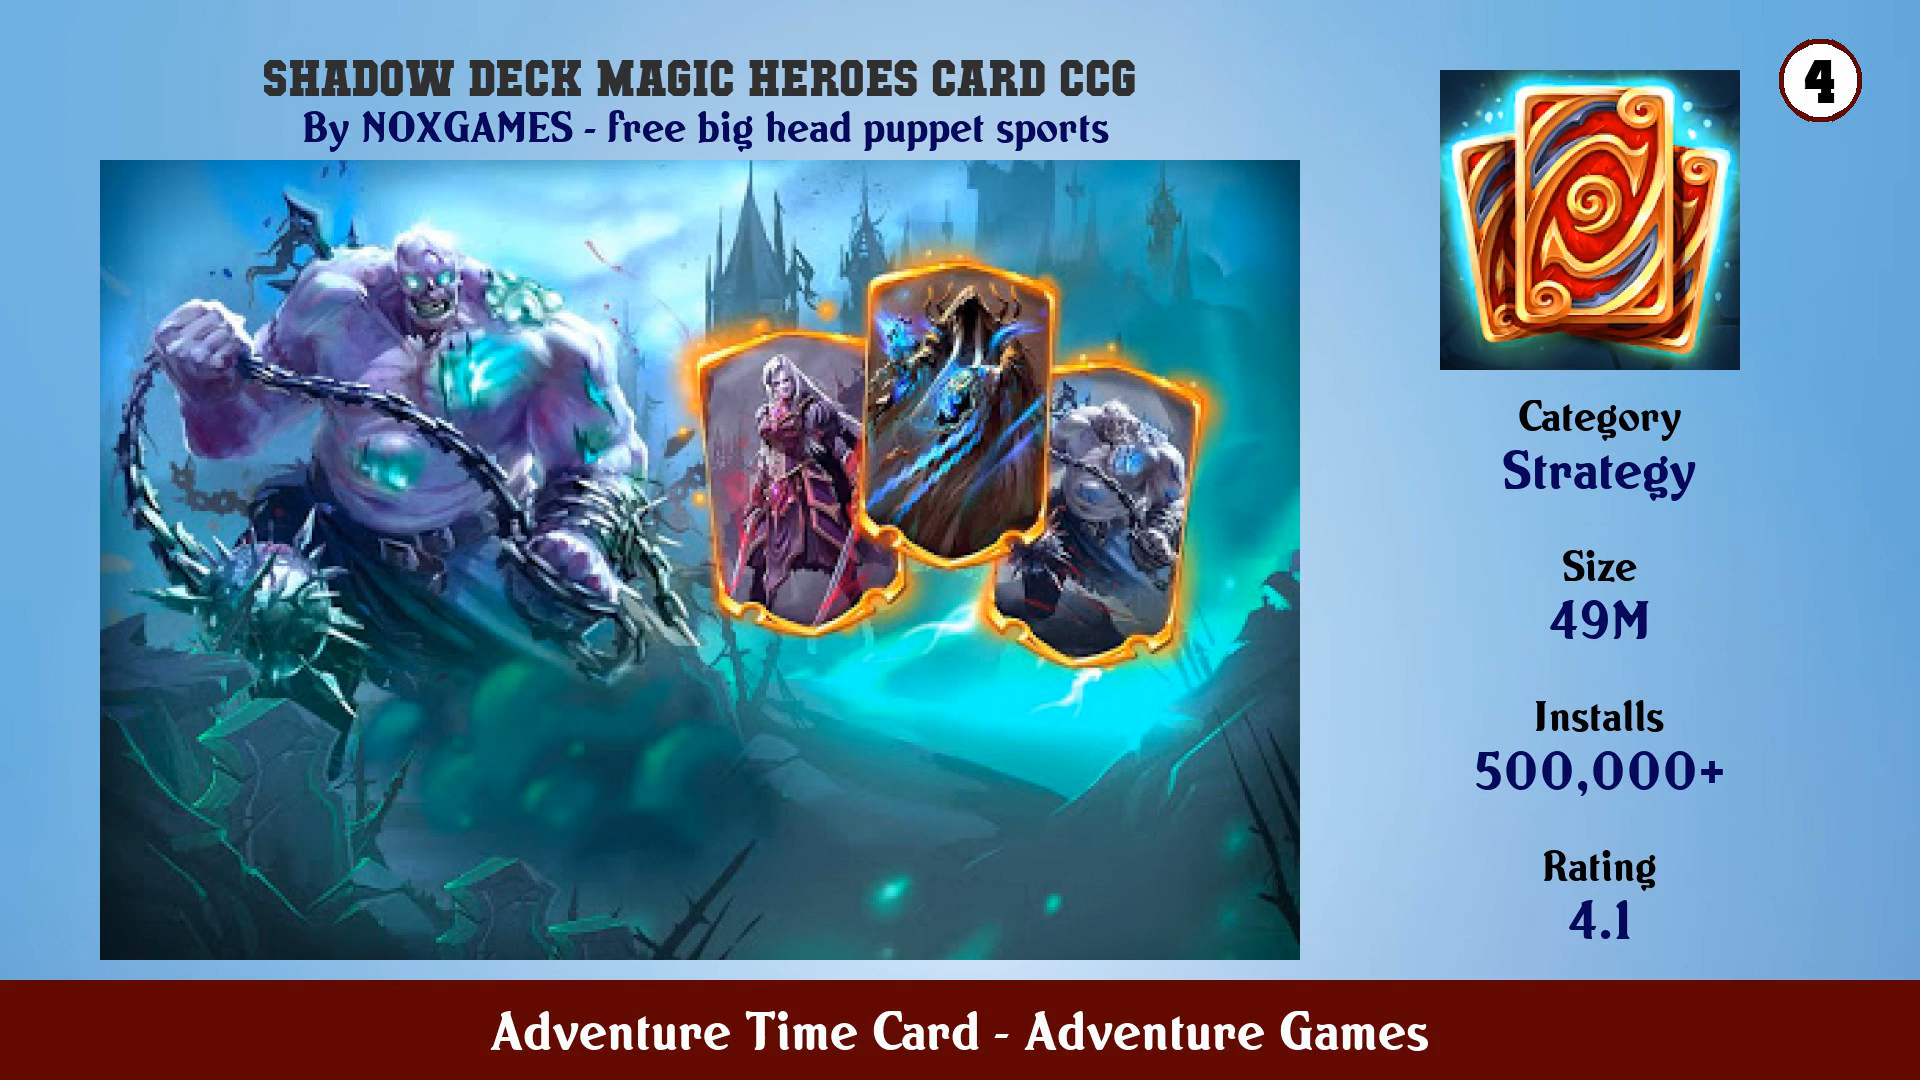 SHADOW DECK MAGIC HEROES CARD CCG
By NOXGAMES - free big head puppet sports
4
Category
Strategy
Size
49M
Installs
500,000+
Rating
4.1
Adventure Time Card - Adventure Games